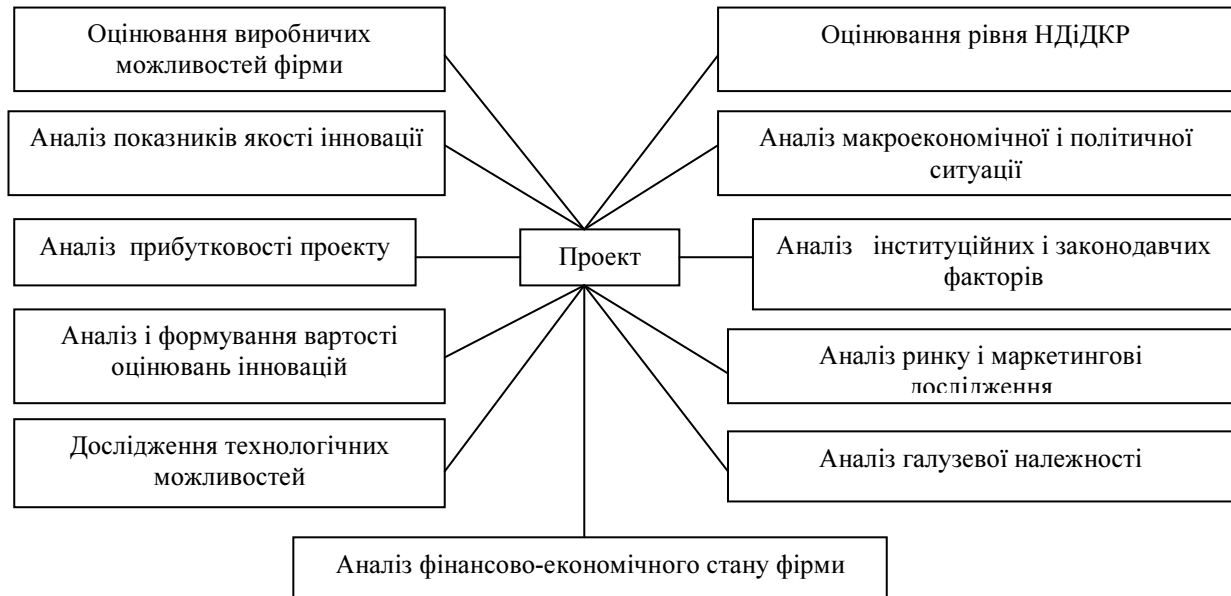 Оцінювання виробничих
можливостей фірми
Оцінювання рівня НДіДКР
Аналіз показників якості інновації
Аналіз макроекономічної і політичної
ситуації
Аналіз прибутковості проекту
Проект
Аналіз інституційних і законодавчих
факторів
Аналіз і формування вартості
оцінювань інновацій
Аналіз ринку і маркетингові
дослідження
Дослідження технологічних
можливостей
Аналіз галузевої належності
Аналіз фінансово-економічного стану фірми